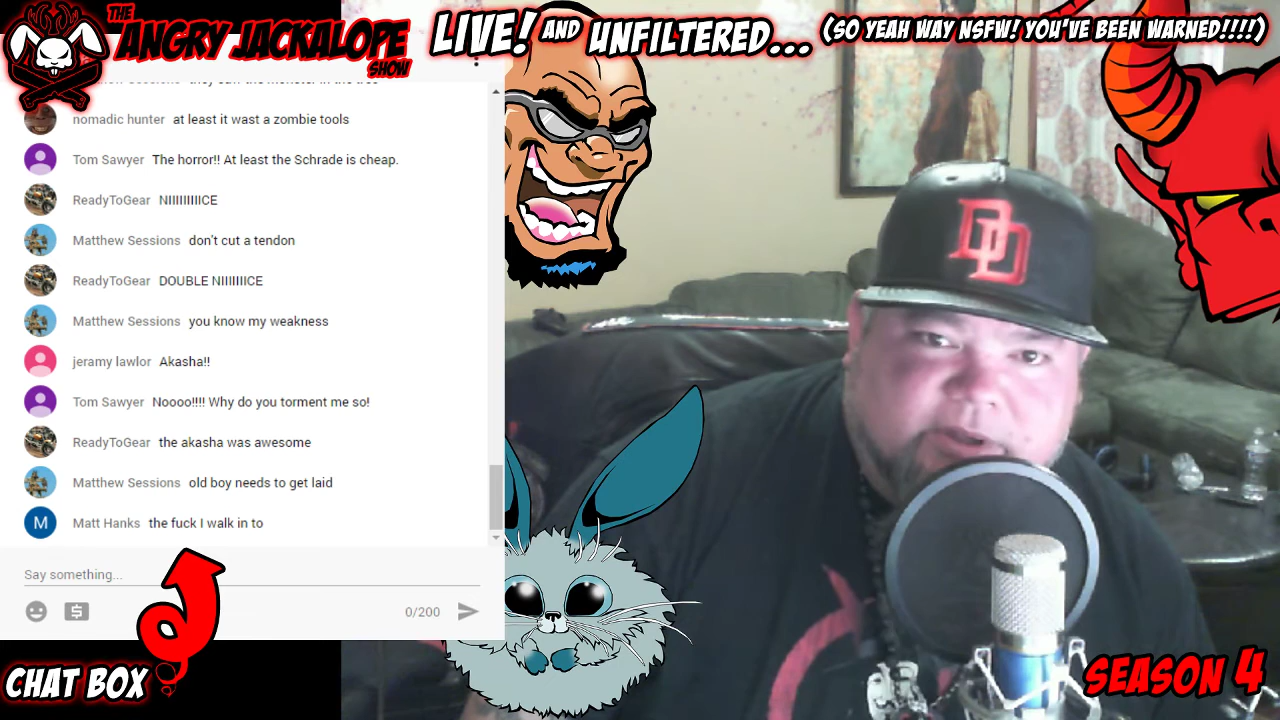 THE
ANGRY JACKALOPE
SHOW
LIVE! AND UNFILTERED... (SO YEAH WAY NSFW! YOU'VE BEEN WARNED!!!!)
nomadic hunter at least it wast a zombie tools
Tom Sawyer The horror!! At least the Schrade is cheap.
ReadyToGear NIIIIIIIICE
Matthew Sessions don't cut a tendon
ReadyToGear DOUBLE NIIIIIIICE
Matthew Sessions you know my weakness
jeramy lawlor Akasha!!
Tom Sawyer Noooo!!!! Why do you torment me so!
ReadyToGear the akasha was awesome
Matthew Sessions old boy needs to get laid
M Matt Hanks the fuck I walk in to
Say something...
0/200
CHAT BOX
SEASON 4